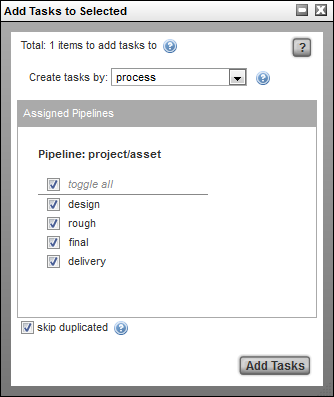 Add Tasks to Selected
Total: 1 items to add tasks to ?
?
Create tasks by: process ?
Assigned Pipelines
Pipeline: project/asset
toggle all
design
rough
final
delivery
skip duplicated ?
Add Tasks